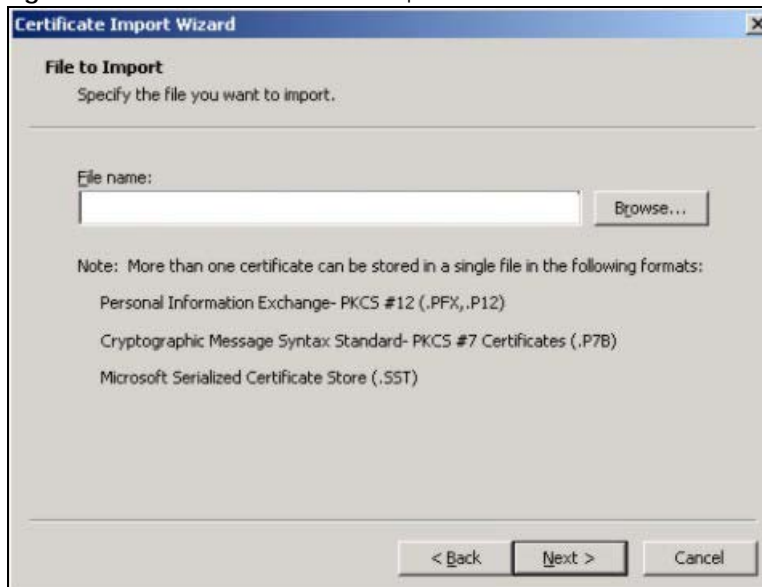 Certificate Import Wizard
File to Import
Specify the file you want to import.
File name:
Browse...
Note: More than one certificate can be stored in a single file in the following formats:
Personal Information Exchange- PKCS #12 (.PFX,.P12)
Cryptographic Message Syntax Standard- PKCS #7 Certificates (.P7B)
Microsoft Serialized Certificate Store (.SST)
< Back
Next >
Cancel